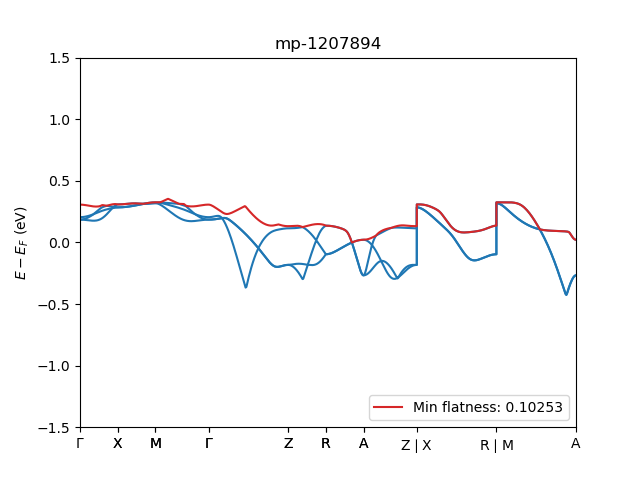 mp-1207894
E − E_F (eV)
1.5
1.0
0.5
0.0
−0.5
−1.0
−1.5
Min flatness: 0.10253
Γ X M Γ Z R A Z | X R | M A